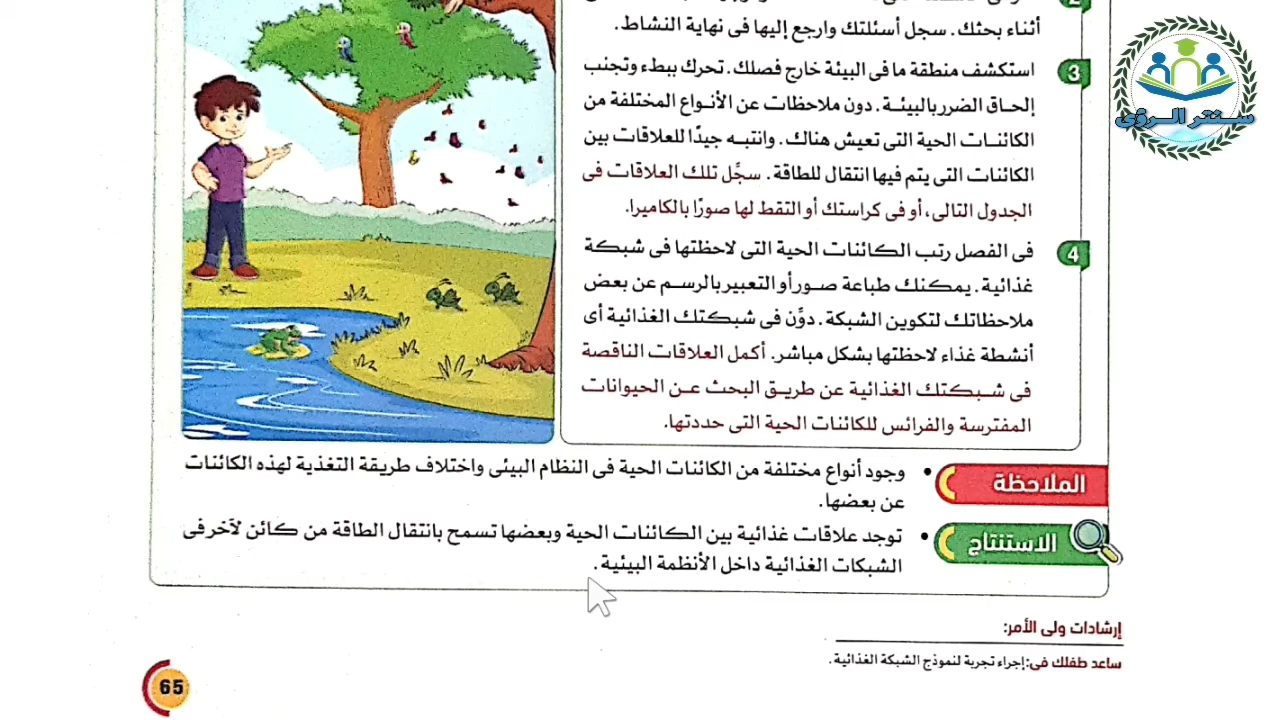 أثناء بحثك. سجل أسئلتك وارجع إليها فى نهاية النشاط.
3 استكشف منطقة ما فى البيئة خارج فصلك. تحرك ببطء وتجنب
إلحاق الضرر بالبيئة. دون ملاحظات عن الأنواع المختلفة من
الكائنات الحية التى تعيش هناك. وانتبه جيدًا للعلاقات بين
الكائنات التى يتم فيها انتقال للطاقة. سجِّل تلك العلاقات فى
الجدول التالى، أو فى كراستك أو التقط لها صورًا بالكاميرا.
4 فى الفصل رتب الكائنات الحية التى لاحظتها فى شبكة
غذائية. يمكنك طباعة صور أو التعبير بالرسم عن بعض
ملاحظاتك لتكوين الشبكة. دوِّن فى شبكتك الغذائية أى
أنشطة غذاء لاحظتها بشكل مباشر. أكمل العلاقات الناقصة
فى شبكتك الغذائية عن طريق البحث عن الحيوانات
المفترسة والفرائس للكائنات الحية التى حددتها.
الملاحظة
• وجود أنواع مختلفة من الكائنات الحية فى النظام البيئى واختلاف طريقة التغذية لهذه الكائنات
عن بعضها.
الاستنتاج
• توجد علاقات غذائية بين الكائنات الحية وبعضها تسمح بانتقال الطاقة من كائن لآخر فى
الشبكات الغذائية داخل الأنظمة البيئية.
إرشادات ولى الأمر:
ساعد طفلك فى: إجراء تجربة لنموذج الشبكة الغذائية.
65
سنتر الرؤى